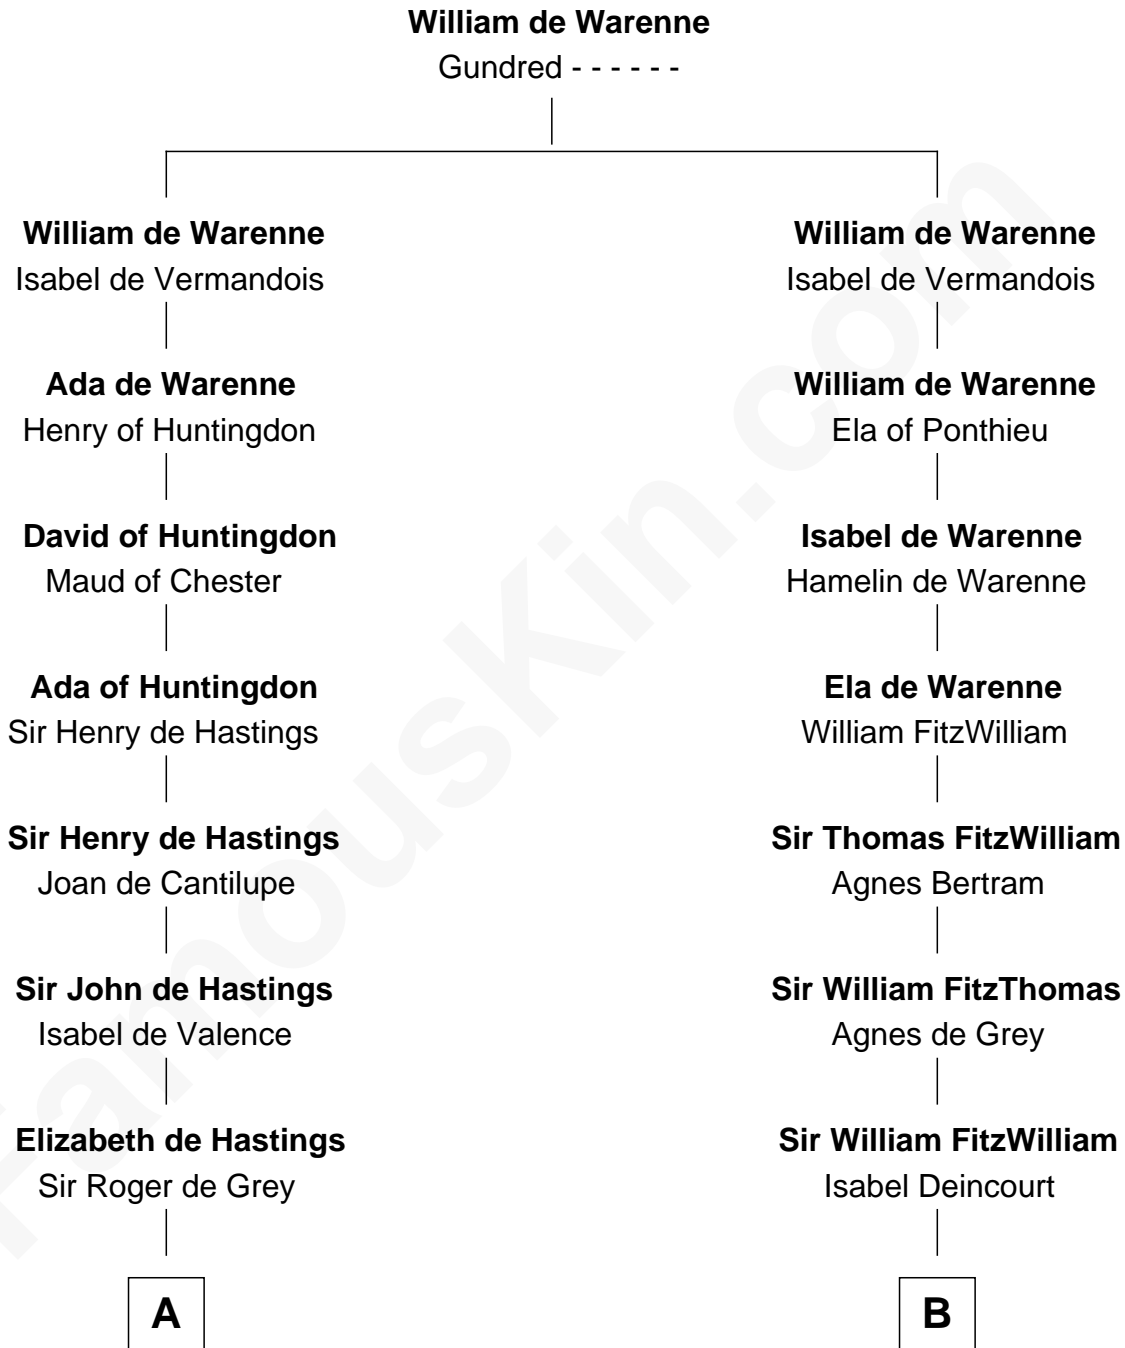 William de Warenne
Gundred - - - - - -
William de Warenne
Isabel de Vermandois
Ada de Warenne
Henry of Huntingdon
David of Huntingdon
Maud of Chester
Ada of Huntingdon
Sir Henry de Hastings
Sir Henry de Hastings
Joan de Cantilupe
Sir John de Hastings
Isabel de Valence
Elizabeth de Hastings
Sir Roger de Grey
A
William de Warenne
Isabel de Vermandois
William de Warenne
Ela of Ponthieu
Isabel de Warenne
Hamelin de Warenne
Ela de Warenne
William FitzWilliam
Sir Thomas FitzWilliam
Agnes Bertram
Sir William FitzThomas
Agnes de Grey
Sir William FitzWilliam
Isabel Deincourt
B
FamousKin.com